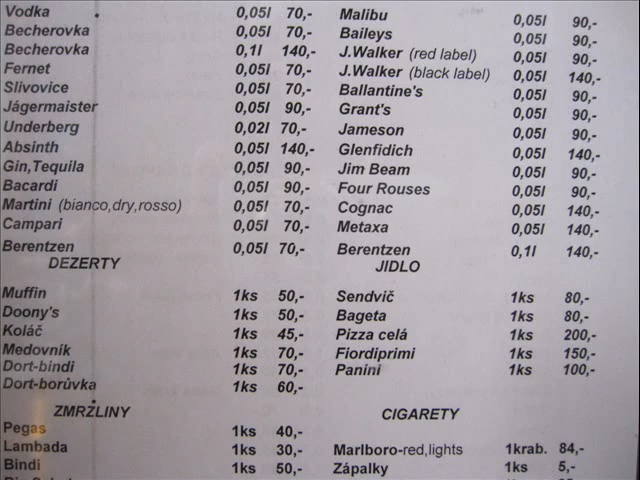 Vodka 0,05l 70,-
Becherovka 0,05l 70,-
Becherovka 0,1l 140,-
Fernet 0,05l 70,-
Slivovice 0,05l 70,-
Jágermaister 0,05l 90,-
Underberg 0,02l 70,-
Absinth 0,05l 140,-
Gin,Tequila 0,05l 90,-
Bacardi 0,05l 90,-
Martini (bianco,dry,rosso) 0,05l 70,-
Campari 0,05l 70,-
Berentzen 0,05l 70,-
DEZERTY
Muffin 1ks 50,-
Doony's 1ks 50,-
Koláč 1ks 45,-
Medovník 1ks 70,-
Dort-bindi 1ks 70,-
Dort-borůvka 1ks 60,-
ZMRZLINY
Pegas 1ks 40,-
Lambada 1ks 30,-
Bindi 1ks 50,-
Malibu 0,05l 90,-
Baileys 0,05l 90,-
J.Walker (red label) 0,05l 90,-
J.Walker (black label) 0,05l 140,-
Ballantine's 0,05l 90,-
Grant's 0,05l 90,-
Jameson 0,05l 90,-
Glenfidich 0,05l 140,-
Jim Beam 0,05l 90,-
Four Rouses 0,05l 90,-
Cognac 0,05l 140,-
Metaxa 0,05l 140,-
Berentzen 0,1l 140,-
JIDLO
Sendvič 1ks 80,-
Bageta 1ks 80,-
Pizza celá 1ks 200,-
Fiordiprimi 1ks 150,-
Panini 1ks 100,-
CIGARETY
Marlboro-red,lights 1krab. 84,-
Zápalky 1ks 5,-